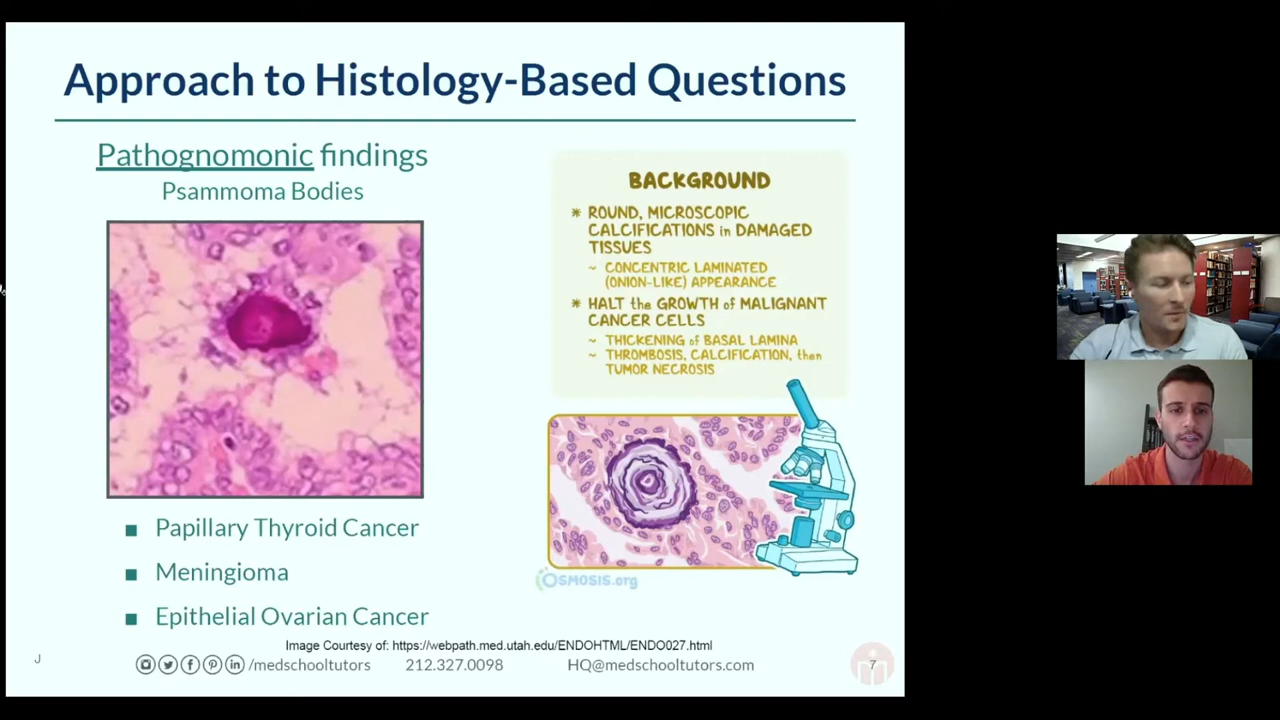 Approach to Histology-Based Questions
Pathognomonic findings
Psammoma Bodies
▪ Papillary Thyroid Cancer
▪ Meningioma
▪ Epithelial Ovarian Cancer
BACKGROUND
* ROUND, MICROSCOPIC
CALCIFICATIONS in DAMAGED
TISSUES
~ CONCENTRIC LAMINATED
(ONION-LIKE) APPEARANCE
* HALT the GROWTH of MALIGNANT
CANCER CELLS
~ THICKENING of BASAL LAMINA
~ THROMBOSIS, CALCIFICATION, then
TUMOR NECROSIS
OSMOSIS.org
Image Courtesy of: https://webpath.med.utah.edu/ENDOHTML/ENDO027.html
J
/medschooltutors 212.327.0098 HQ@medschooltutors.com
7